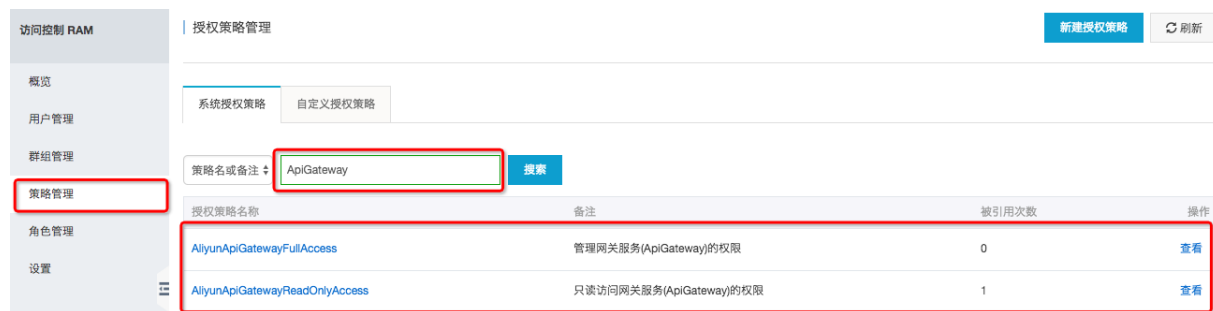 访问控制 RAM
授权策略管理
新建授权策略
刷新
概览
用户管理
群组管理
策略管理
角色管理
设置
系统授权策略
自定义授权策略
策略名或备注
ApiGateway
搜索
授权策略名称 备注 被引用次数 操作
AliyunApiGatewayFullAccess 管理网关服务(ApiGateway)的权限 0 查看
AliyunApiGatewayReadOnlyAccess 只读访问网关服务(ApiGateway)的权限 1 查看